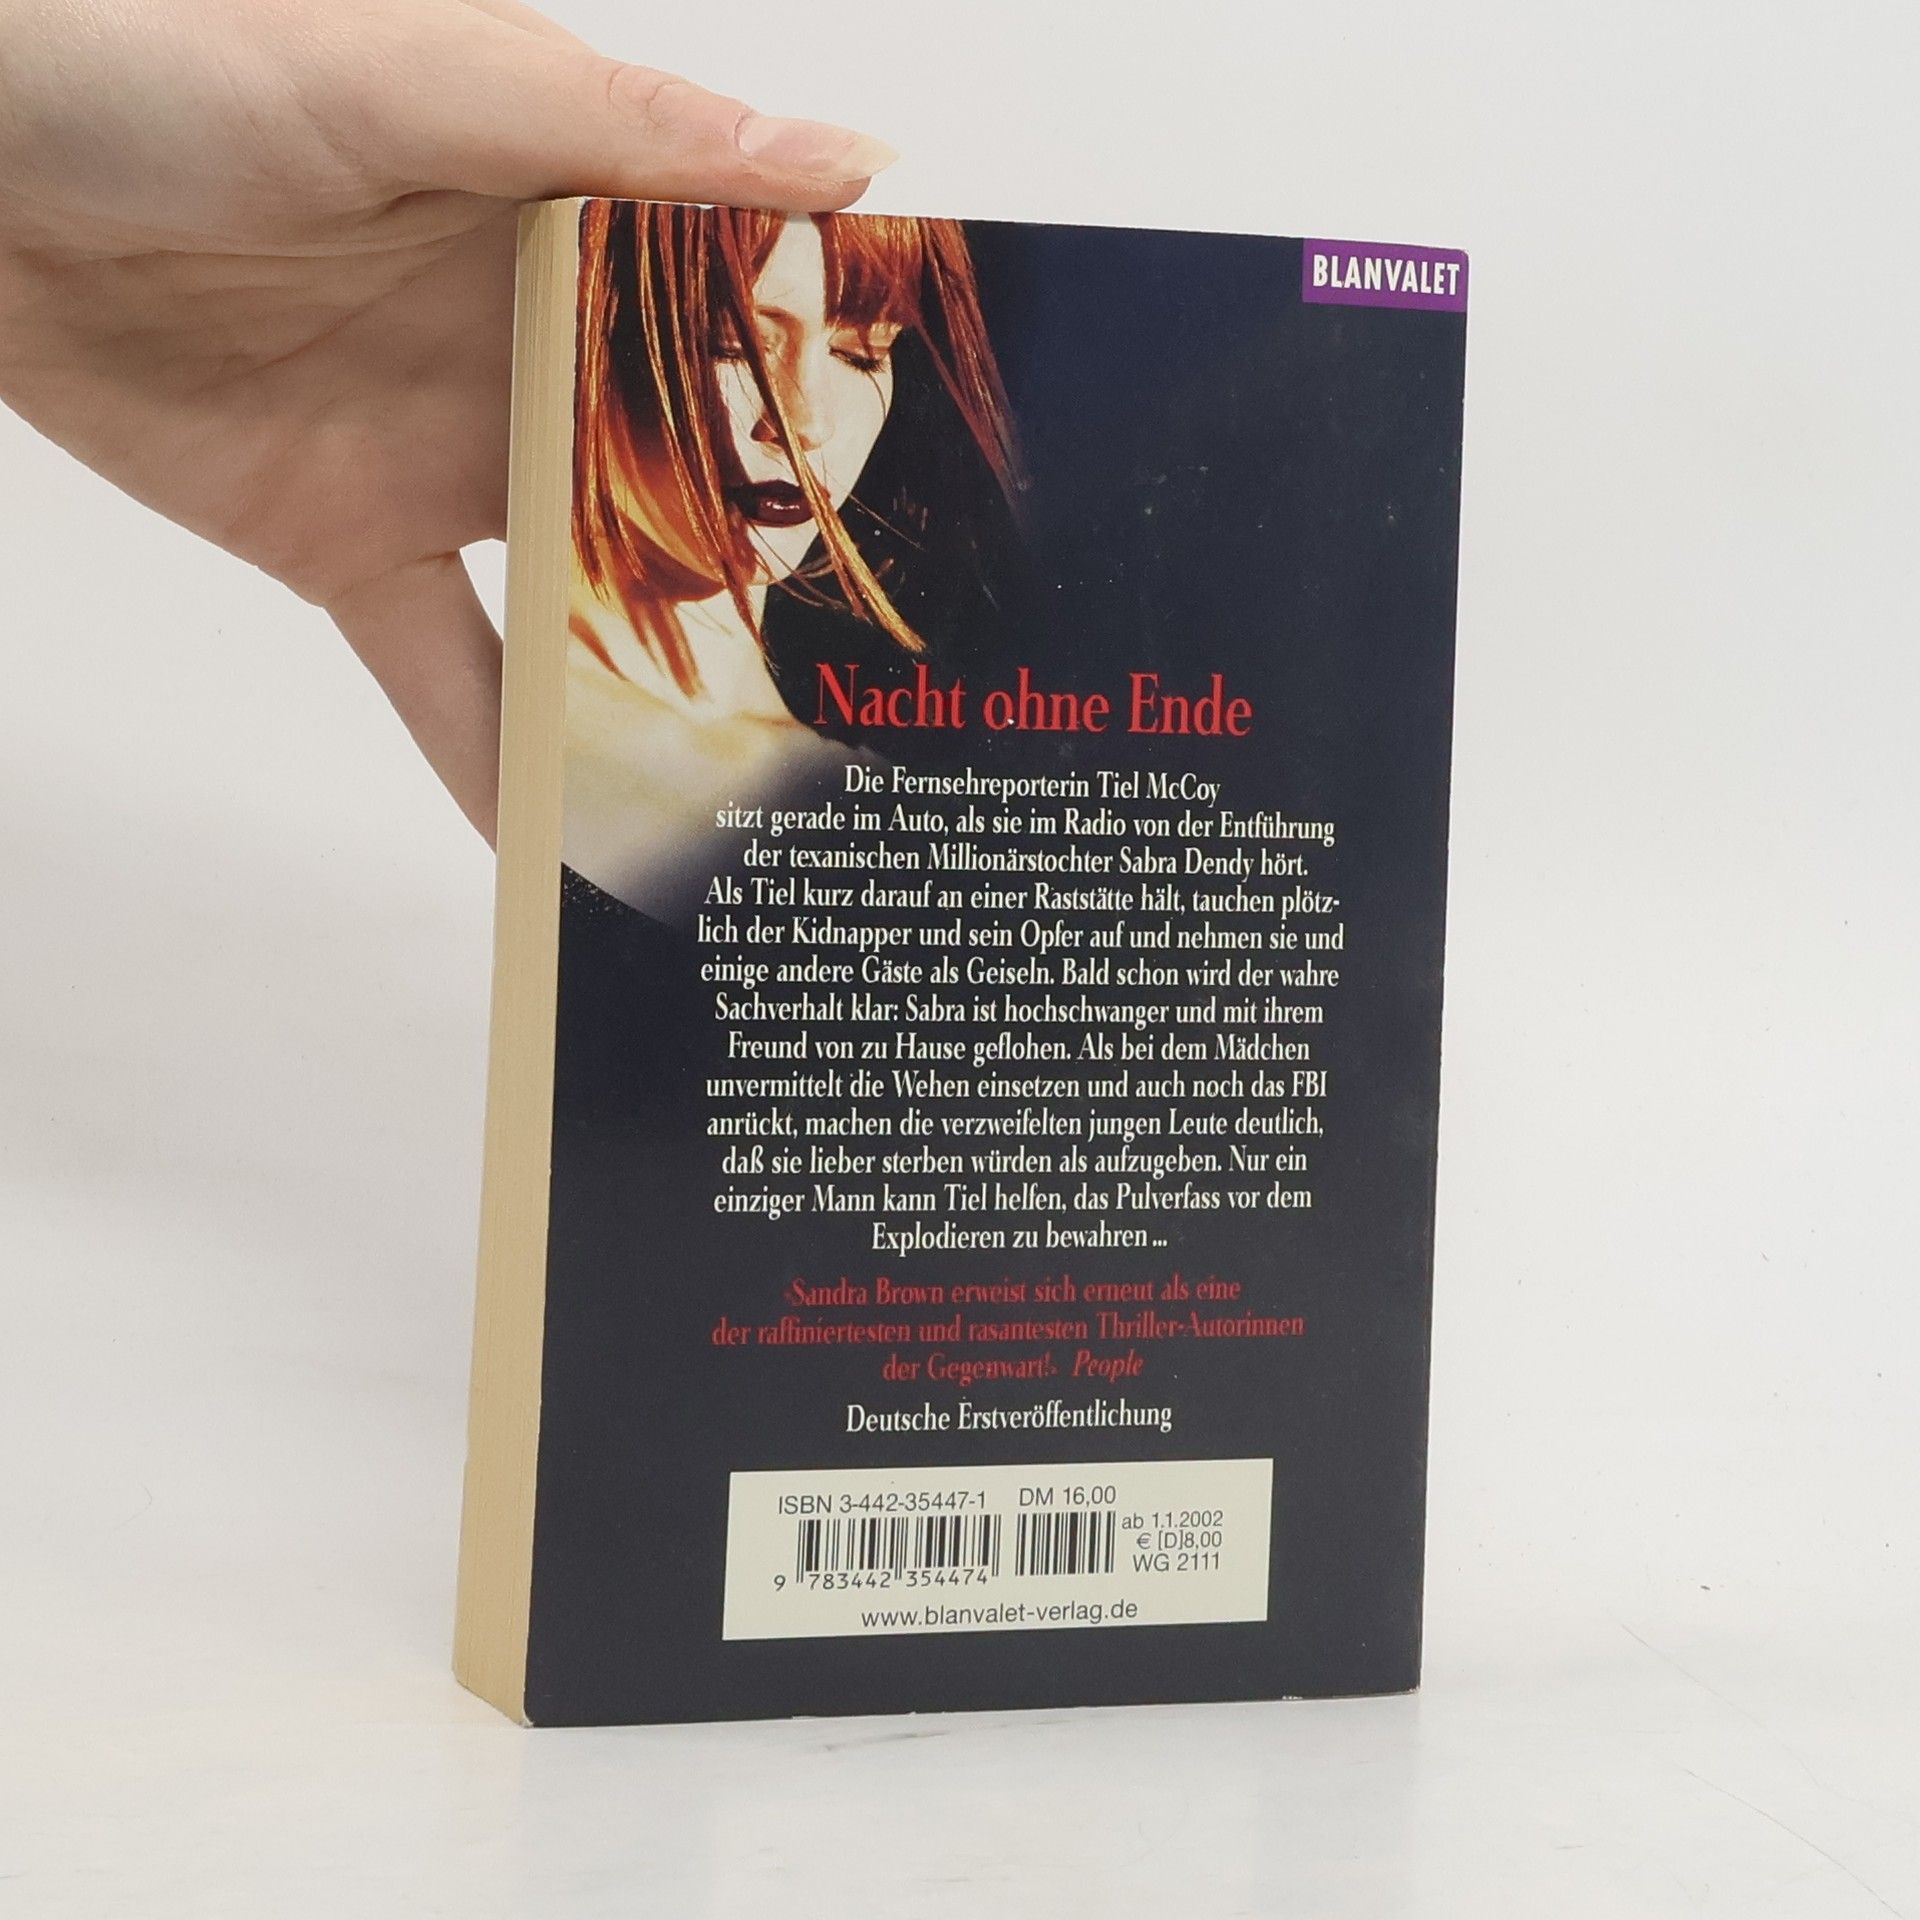 BLANVALET
Nacht ohne Ende
Die Fernsehreporterin Tiel McCoy
sitzt gerade im Auto, als sie im Radio von der Entführung
der texanischen Millionärstochter Sabra Dendy hört.
Als Tiel kurz darauf an einer Raststätte hält, tauchen plötz-
lich der Kidnapper und sein Opfer auf und nehmen sie und
einige andere Gäste als Geiseln. Bald schon wird der wahre
Sachverhalt klar: Sabra ist hochschwanger und mit ihrem
Freund von zu Hause geflohen. Als bei dem Mädchen
unvermittelt die Wehen einsetzen und auch noch das FBI
anrückt, machen die verzweifelten jungen Leute deutlich,
daß sie lieber sterben würden als aufzugeben. Nur ein
einziger Mann kann Tiel helfen, das Pulverfass vor dem
Explodieren zu bewahren ...
»Sandra Brown erweist sich erneut als eine
der raffiniertesten und rasantesten Thriller-Autorinnen
der Gegenwart!« People
Deutsche Erstveröffentlichung
ISBN 3-442-35447-1 DM 16,00
ab 1.1.2002
€ [D]8,00
WG 2111
9 783442 354474
www.blanvalet-verlag.de